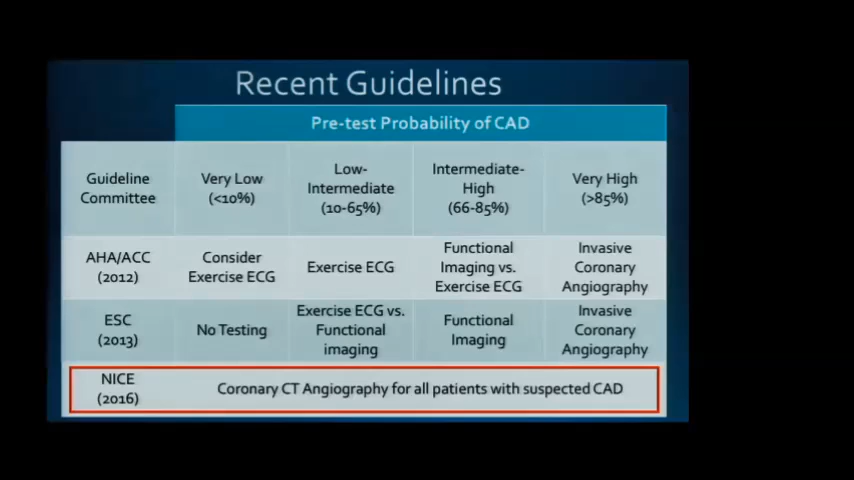 Recent Guidelines
Pre-test Probability of CAD
Guideline Committee
Very Low (<10%)
Low-Intermediate (10-65%)
Intermediate-High (66-85%)
Very High (>85%)
AHA/ACC (2012)
Consider Exercise ECG
Exercise ECG
Functional Imaging vs. Exercise ECG
Invasive Coronary Angiography
ESC (2013)
No Testing
Exercise ECG vs. Functional imaging
Functional Imaging
Invasive Coronary Angiography
NICE (2016)
Coronary CT Angiography for all patients with suspected CAD